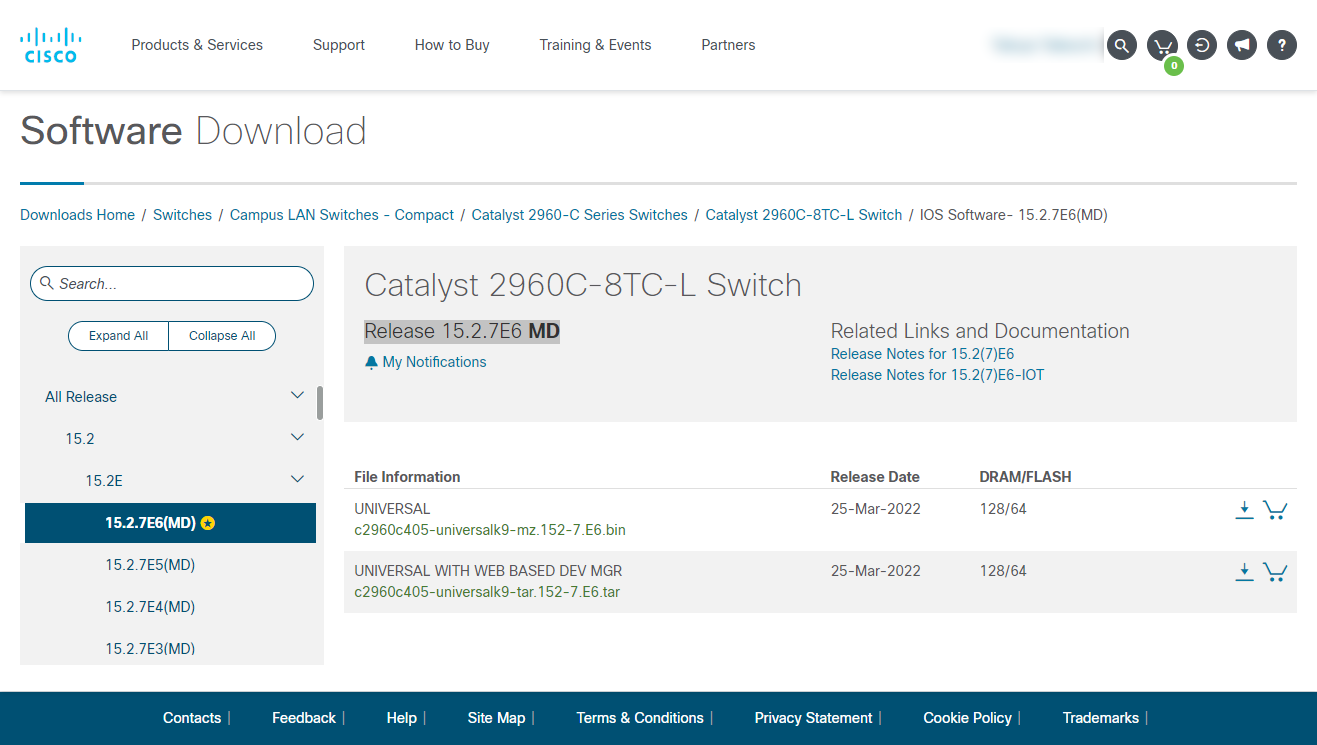 CISCO
Products & Services Support How to Buy Training & Events Partners
0
?
Software Download
Downloads Home / Switches / Campus LAN Switches - Compact / Catalyst 2960-C Series Switches / Catalyst 2960C-8TC-L Switch / IOS Software- 15.2.7E6(MD)
Search...
Expand All Collapse All
All Release
15.2
15.2E
15.2.7E6(MD)
15.2.7E5(MD)
15.2.7E4(MD)
15.2.7E3(MD)
Catalyst 2960C-8TC-L Switch
Release 15.2.7E6 MD
My Notifications
Related Links and Documentation
Release Notes for 15.2(7)E6
Release Notes for 15.2(7)E6-IOT
File Information Release Date DRAM/FLASH
UNIVERSAL 25-Mar-2022 128/64
c2960c405-universalk9-mz.152-7.E6.bin
UNIVERSAL WITH WEB BASED DEV MGR 25-Mar-2022 128/64
c2960c405-universalk9-tar.152-7.E6.tar
Contacts | Feedback | Help | Site Map | Terms & Conditions | Privacy Statement | Cookie Policy | Trademarks |